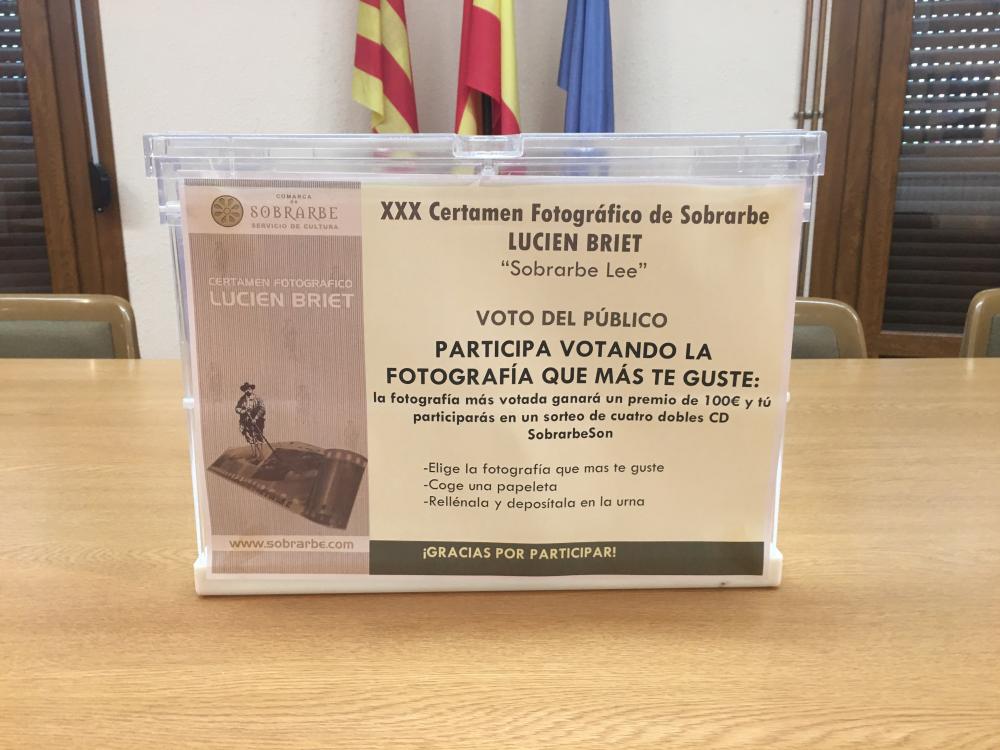 COMARCA
de
SOBRARBE
SERVICIO DE CULTURA
CERTAMEN FOTOGRÁFICO
LUCIEN BRIET
www.sobrarbe.com
XXX Certamen Fotográfico de Sobrarbe
LUCIEN BRIET
“Sobrarbe Lee”
VOTO DEL PÚBLICO
PARTICIPA VOTANDO LA
FOTOGRAFÍA QUE MÁS TE GUSTE:
la fotografía más votada ganará un premio de 100€ y tú
participarás en un sorteo de cuatro dobles CD
SobrarbeSon
-Elige la fotografía que mas te guste
-Coge una papeleta
-Rellénala y deposítala en la urna
¡GRACIAS POR PARTICIPAR!